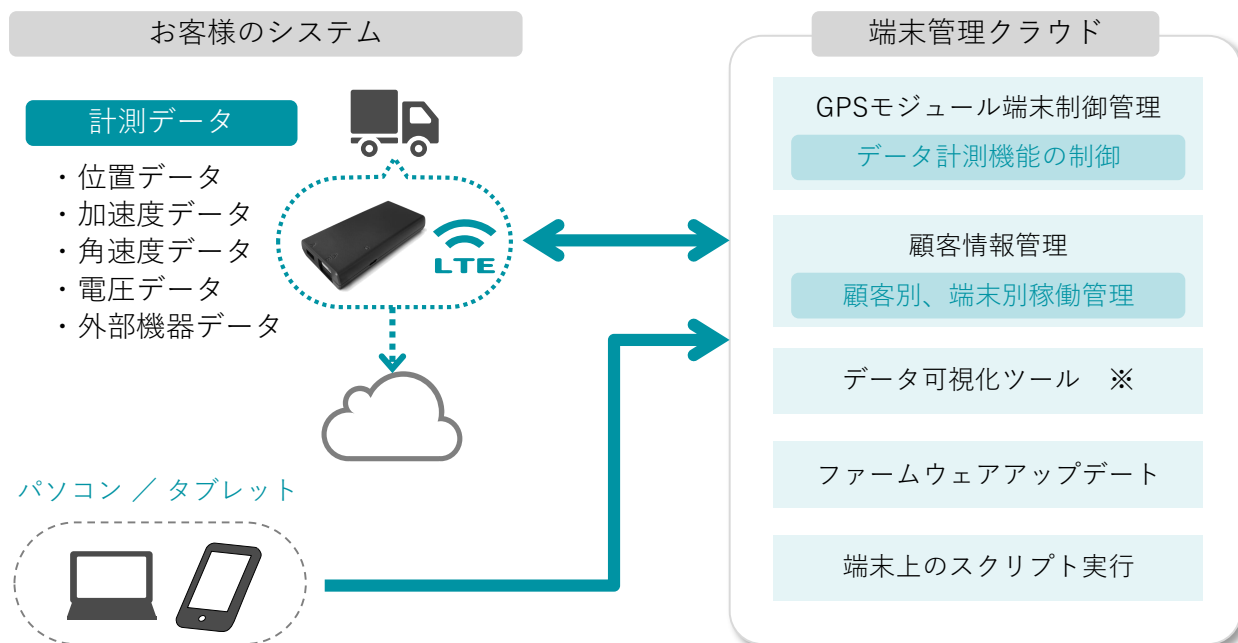 お客様のシステム
計測データ
・位置データ
・加速度データ
・角速度データ
・電圧データ
・外部機器データ
LTE
パソコン ／ タブレット
端末管理クラウド
GPSモジュール端末制御管理
データ計測機能の制御
顧客情報管理
顧客別、端末別稼働管理
データ可視化ツール　※
ファームウェアアップデート
端末上のスクリプト実行